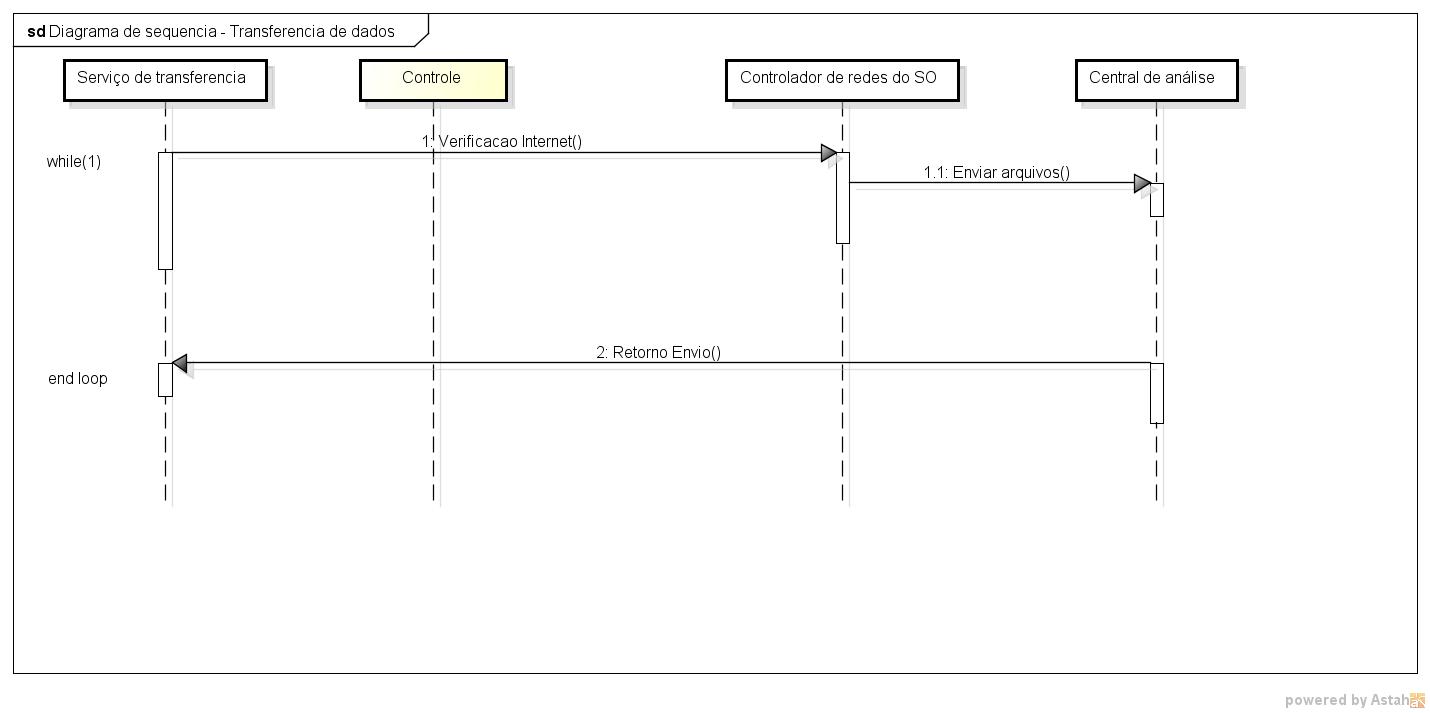 sd Diagrama de sequencia - Transferencia de dados
Serviço de transferencia
Controle
Controlador de redes do SO
Central de análise
1: Verificacao Internet()
while(1)
1.1: Enviar arquivos()
2: Retorno Envio()
end loop
powered by Astah